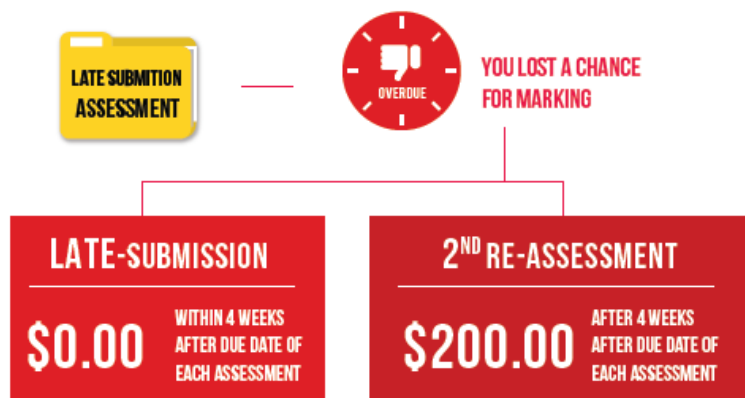 LATE SUBMITION
ASSESSMENT
OVERDUE
YOU LOST A CHANCE
FOR MARKING
LATE-SUBMISSION
$0.00
WITHIN 4 WEEKS
AFTER DUE DATE OF
EACH ASSESSMENT
2ND RE-ASSESSMENT
$200.00
AFTER 4 WEEKS
AFTER DUE DATE OF
EACH ASSESSMENT